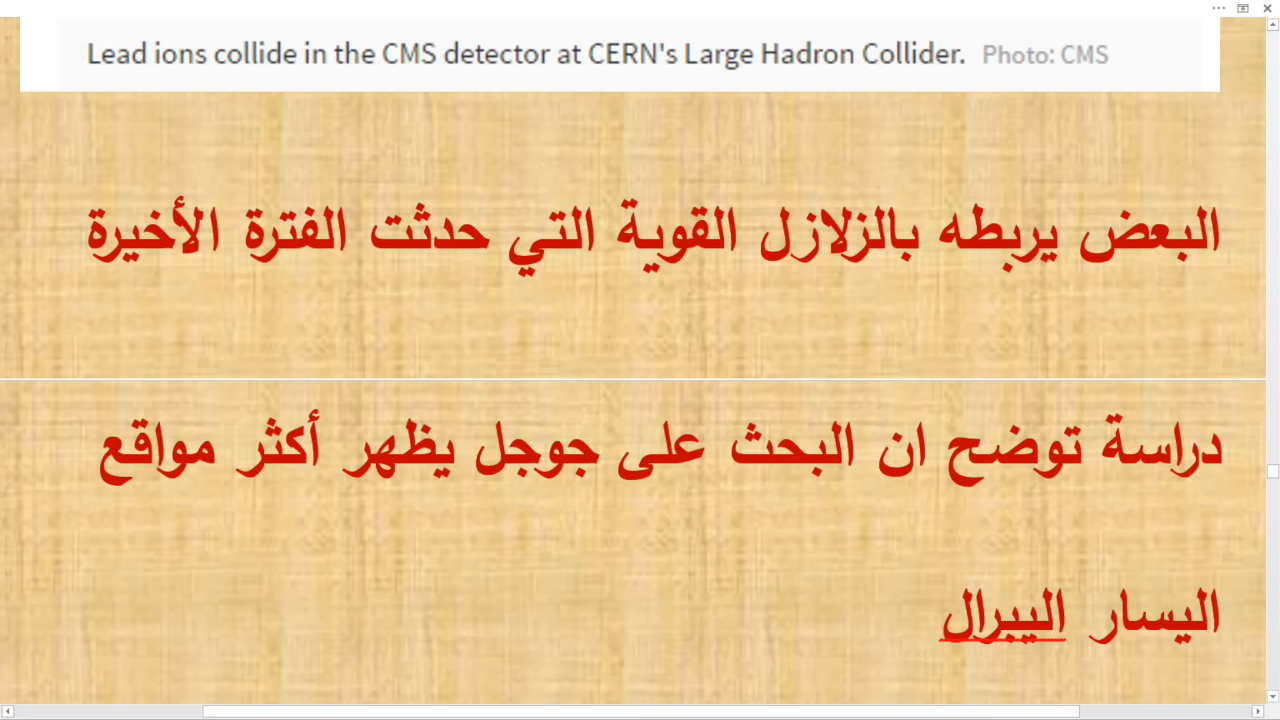 Lead ions collide in the CMS detector at CERN's Large Hadron Collider. Photo: CMS
البعض يربطه بالزلازل القوية التي حدثت الفترة الأخيرة
دراسة توضح ان البحث على جوجل يظهر أكثر مواقع
اليسار الييبرال